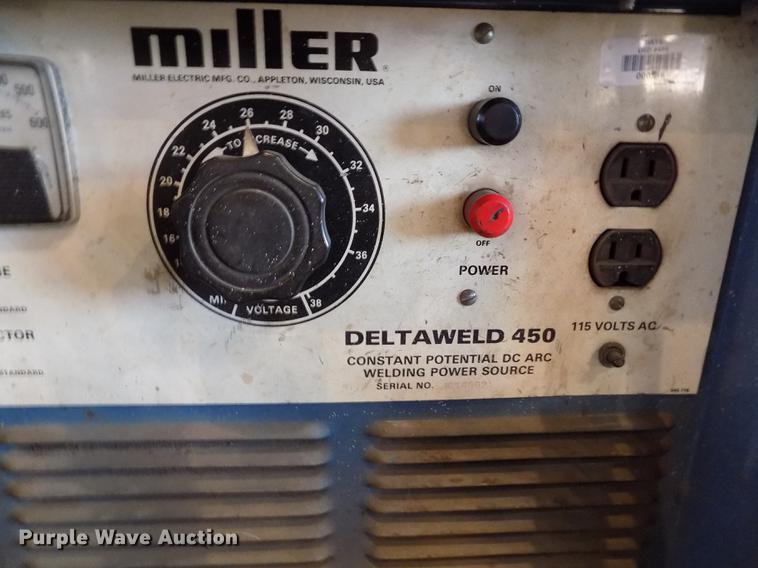 miller®
MILLER ELECTRIC MFG. CO., APPLETON, WISCONSIN, USA
500
600
16
18
20
22
24
26
28
30
32
34
36
38
TO INCREASE
VOLTAGE
ON
OFF
POWER
DELTAWELD 450
CONSTANT POTENTIAL DC ARC
WELDING POWER SOURCE
SERIAL NO.
115 VOLTS AC
STANDARD
STANDARD
Purple Wave Auction